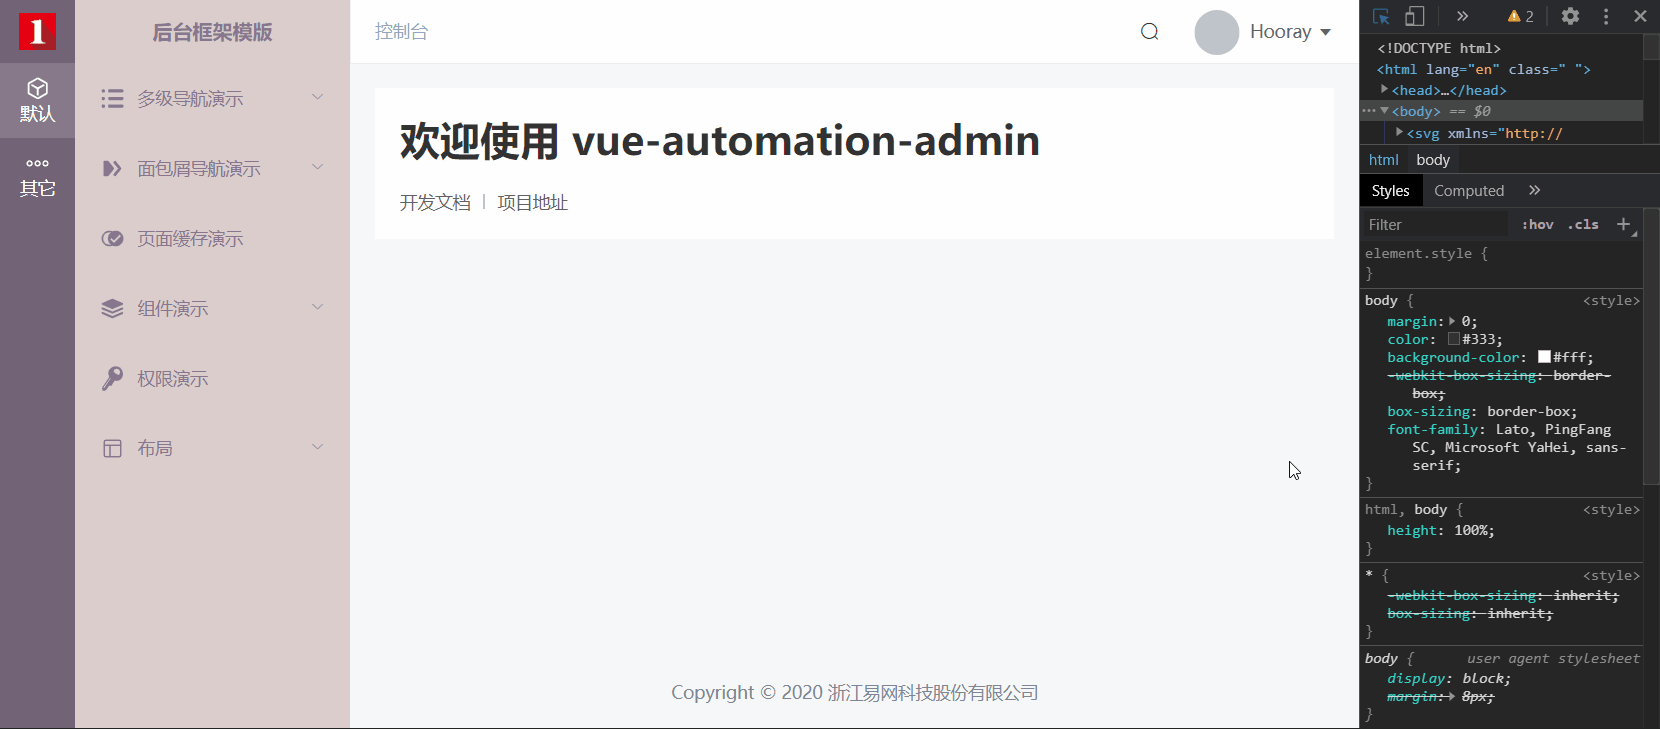 1
默认
其它
后台框架模版
多级导航演示
面包屑导航演示
页面缓存演示
组件演示
权限演示
布局
控制台
Hooray
欢迎使用 vue-automation-admin
开发文档 | 项目地址
Copyright © 2020 浙江易网科技股份有限公司
» 2
<!DOCTYPE html>
<html lang="en" class=" ">
<head>…</head>
<body> == $0
<svg xmlns="http://
html body
Styles Computed »
Filter :hov .cls +
element.style {
}
body { <style>
margin: 0;
color: #333;
background-color: #fff;
-webkit-box-sizing: border-
box;
box-sizing: border-box;
font-family: Lato, PingFang
SC, Microsoft YaHei, sans-
serif;
}
html, body { <style>
height: 100%;
}
* { <style>
-webkit-box-sizing: inherit;
box-sizing: inherit;
}
body { user agent stylesheet
display: block;
margin: 8px;
}